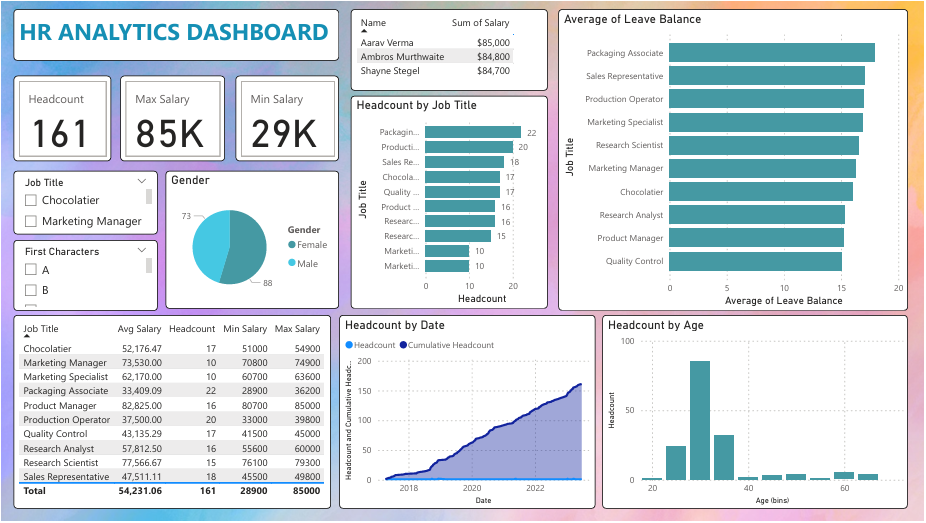 HR ANALYTICS DASHBOARD
Headcount
161
Max Salary
85K
Min Salary
29K
Job Title
Chocolatier
Marketing Manager
First Characters
A
B
Gender
73
88
Gender
Female
Male
Name Sum of Salary
Aarav Verma $85,000
Ambros Murthwaite $84,800
Shayne Stegel $84,700
Headcount by Job Title
Job Title
Packagin... 22
Producti... 20
Sales Re... 18
Chocola... 17
Quality ... 17
Product ... 16
Researc... 16
Researc... 15
Marketi... 10
Marketi... 10
0 10 20
Headcount
Average of Leave Balance
Job Title
Packaging Associate
Sales Representative
Production Operator
Marketing Specialist
Research Scientist
Marketing Manager
Chocolatier
Research Analyst
Product Manager
Quality Control
0 5 10 15 20
Average of Leave Balance
Job Title Avg Salary Headcount Min Salary Max Salary
Chocolatier 52,176.47 17 51000 54900
Marketing Manager 73,530.00 10 70800 74900
Marketing Specialist 62,170.00 10 60700 63600
Packaging Associate 33,409.09 22 28900 36200
Product Manager 82,825.00 16 80700 85000
Production Operator 37,500.00 20 33000 39800
Quality Control 43,135.29 17 41500 45000
Research Analyst 57,812.50 16 55600 60000
Research Scientist 77,566.67 15 76100 79300
Sales Representative 47,511.11 18 45500 49800
Total 54,231.06 161 28900 85000
Headcount by Date
Headcount Cumulative Headcount
Headcount and Cumulative Headc...
200
150
100
50
0
2018 2020 2022
Date
Headcount by Age
Headcount
100
50
0
20 40 60
Age (bins)